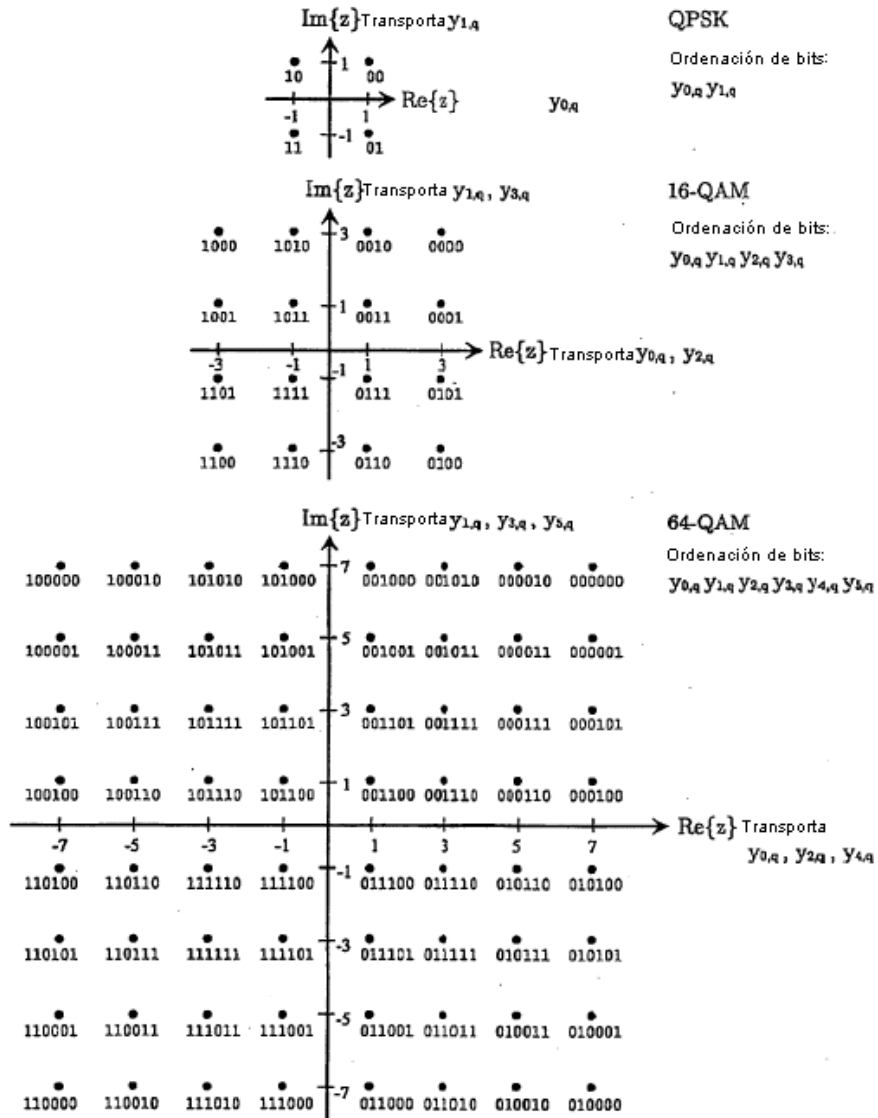 Im{z} Transporta y1,q QPSK
Ordenación de bits:
y0,q y1,q
1
10 00
Re{z} y0,q
-1 1
-1
11 01
Im{z} Transporta y1,q, y3,q 16-QAM
Ordenación de bits:
y0,q y1,q y2,q y3,q
3
1000 1010 0010 0000
1
1001 1011 0011 0001
Re{z} Transporta y0,q, y2,q
-3 -1 1 3
-1
1101 1111 0111 0101
-3
1100 1110 0110 0100
Im{z} Transporta y1,q, y3,q, y5,q 64-QAM
Ordenación de bits:
y0,q y1,q y2,q y3,q y4,q y5,q
7
100000 100010 101010 101000 001000 001010 000010 000000
5
100001 100011 101011 101001 001001 001011 000011 000001
3
100101 100111 101111 101101 001101 001111 000111 000101
1
100100 100110 101110 101100 001100 001110 000110 000100
Re{z} Transporta
y0,q, y2,q, y4,q
-7 -5 -3 -1 1 3 5 7
-1
110100 110110 111110 111100 011100 011110 010110 010100
-3
110101 110111 111111 111101 011101 011111 010111 010101
-5
110001 110011 111011 111001 011001 011011 010011 010001
-7
110000 110010 111010 111000 011000 011010 010010 010000